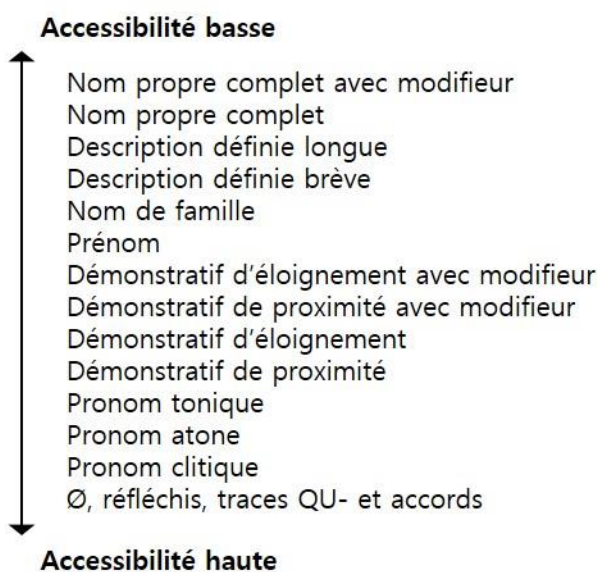 Accessibilité basse
Nom propre complet avec modifieur
Nom propre complet
Description définie longue
Description définie brève
Nom de famille
Prénom
Démonstratif d'éloignement avec modifieur
Démonstratif de proximité avec modifieur
Démonstratif d'éloignement
Démonstratif de proximité
Pronom tonique
Pronom atone
Pronom clitique
Ø, réfléchis, traces QU- et accords
Accessibilité haute